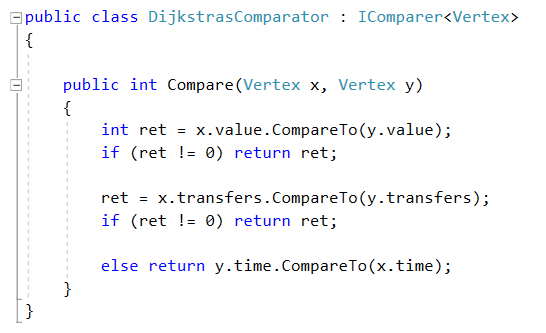 public class DijkstrasComparator : IComparer<Vertex>
{
public int Compare(Vertex x, Vertex y)
{
int ret = x.value.CompareTo(y.value);
if (ret != 0) return ret;
ret = x.transfers.CompareTo(y.transfers);
if (ret != 0) return ret;
else return y.time.CompareTo(x.time);
}
}